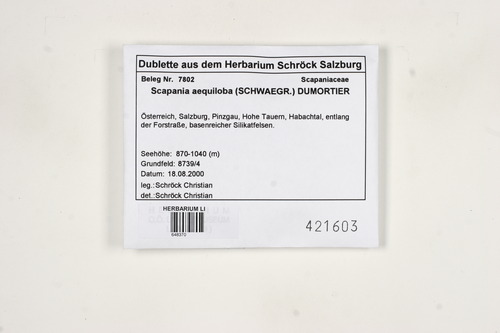 Dublette aus dem Herbarium Schröck Salzburg
Beleg Nr. 7802 Scapaniaceae
Scapania aequiloba (SCHWAEGR.) DUMORTIER
Österreich, Salzburg, Pinzgau, Hohe Tauern, Habachtal, entlang
der Forstraße, basenreicher Silikatfelsen.
Seehöhe: 870-1040 (m)
Grundfeld: 8739/4
Datum: 18.08.2000
leg.:Schröck Christian
det.:Schröck Christian
HERBARIUM LI
648370
421603